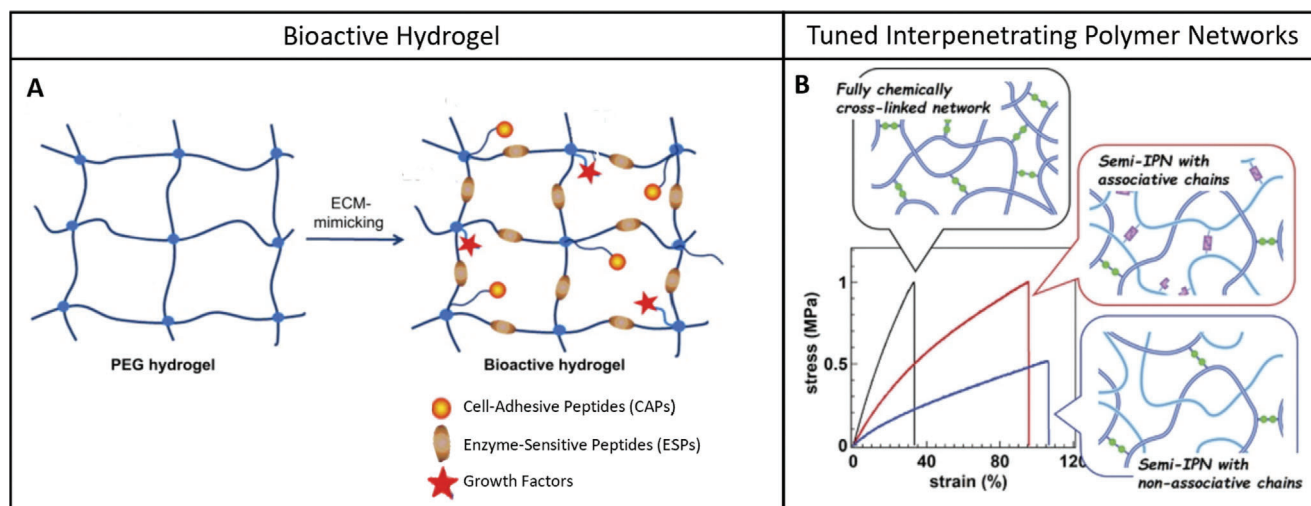 Bioactive Hydrogel
Tuned Interpenetrating Polymer Networks
A
ECM-
mimicking
PEG hydrogel
Bioactive hydrogel
Cell-Adhesive Peptides (CAPs)
Enzyme-Sensitive Peptides (ESPs)
Growth Factors
B
Fully chemically
cross-linked network
Semi-IPN with
associative chains
stress (MPa)
1
0.5
0
0
40
80
120
strain (%)
Semi-IPN with
non-associative chains